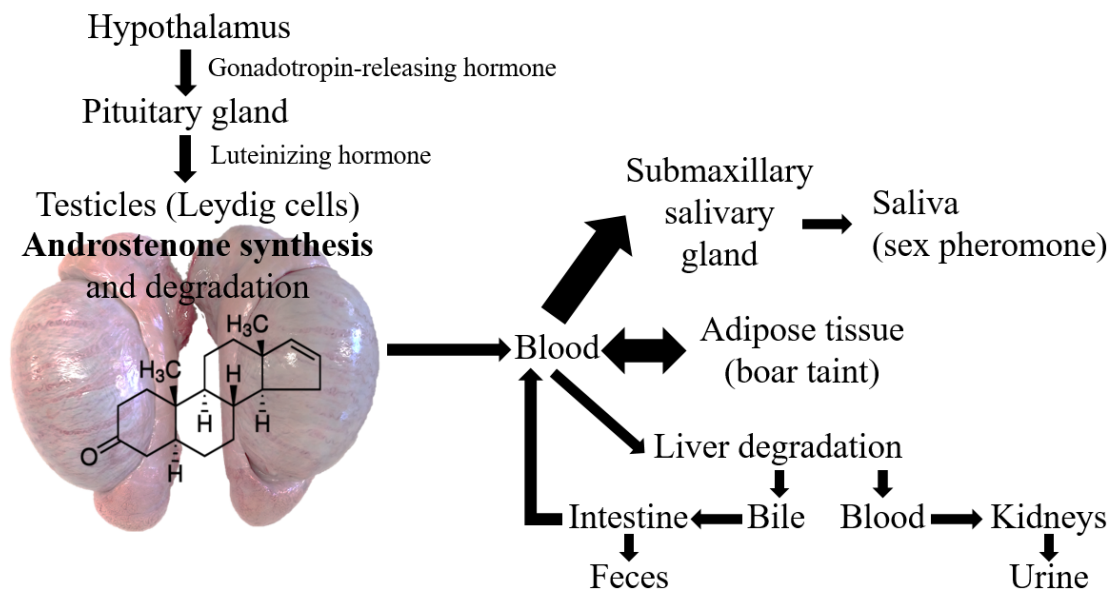 Hypothalamus
Gonadotropin-releasing hormone
Pituitary gland
Luteinizing hormone
Testicles (Leydig cells)
Androstenone synthesis
and degradation
H₃C
H₃C
H
H
H
O
H
Submaxillary
salivary
gland
Saliva
(sex pheromone)
Blood
Adipose tissue
(boar taint)
Liver degradation
Intestine
Bile
Blood
Kidneys
Feces
Urine